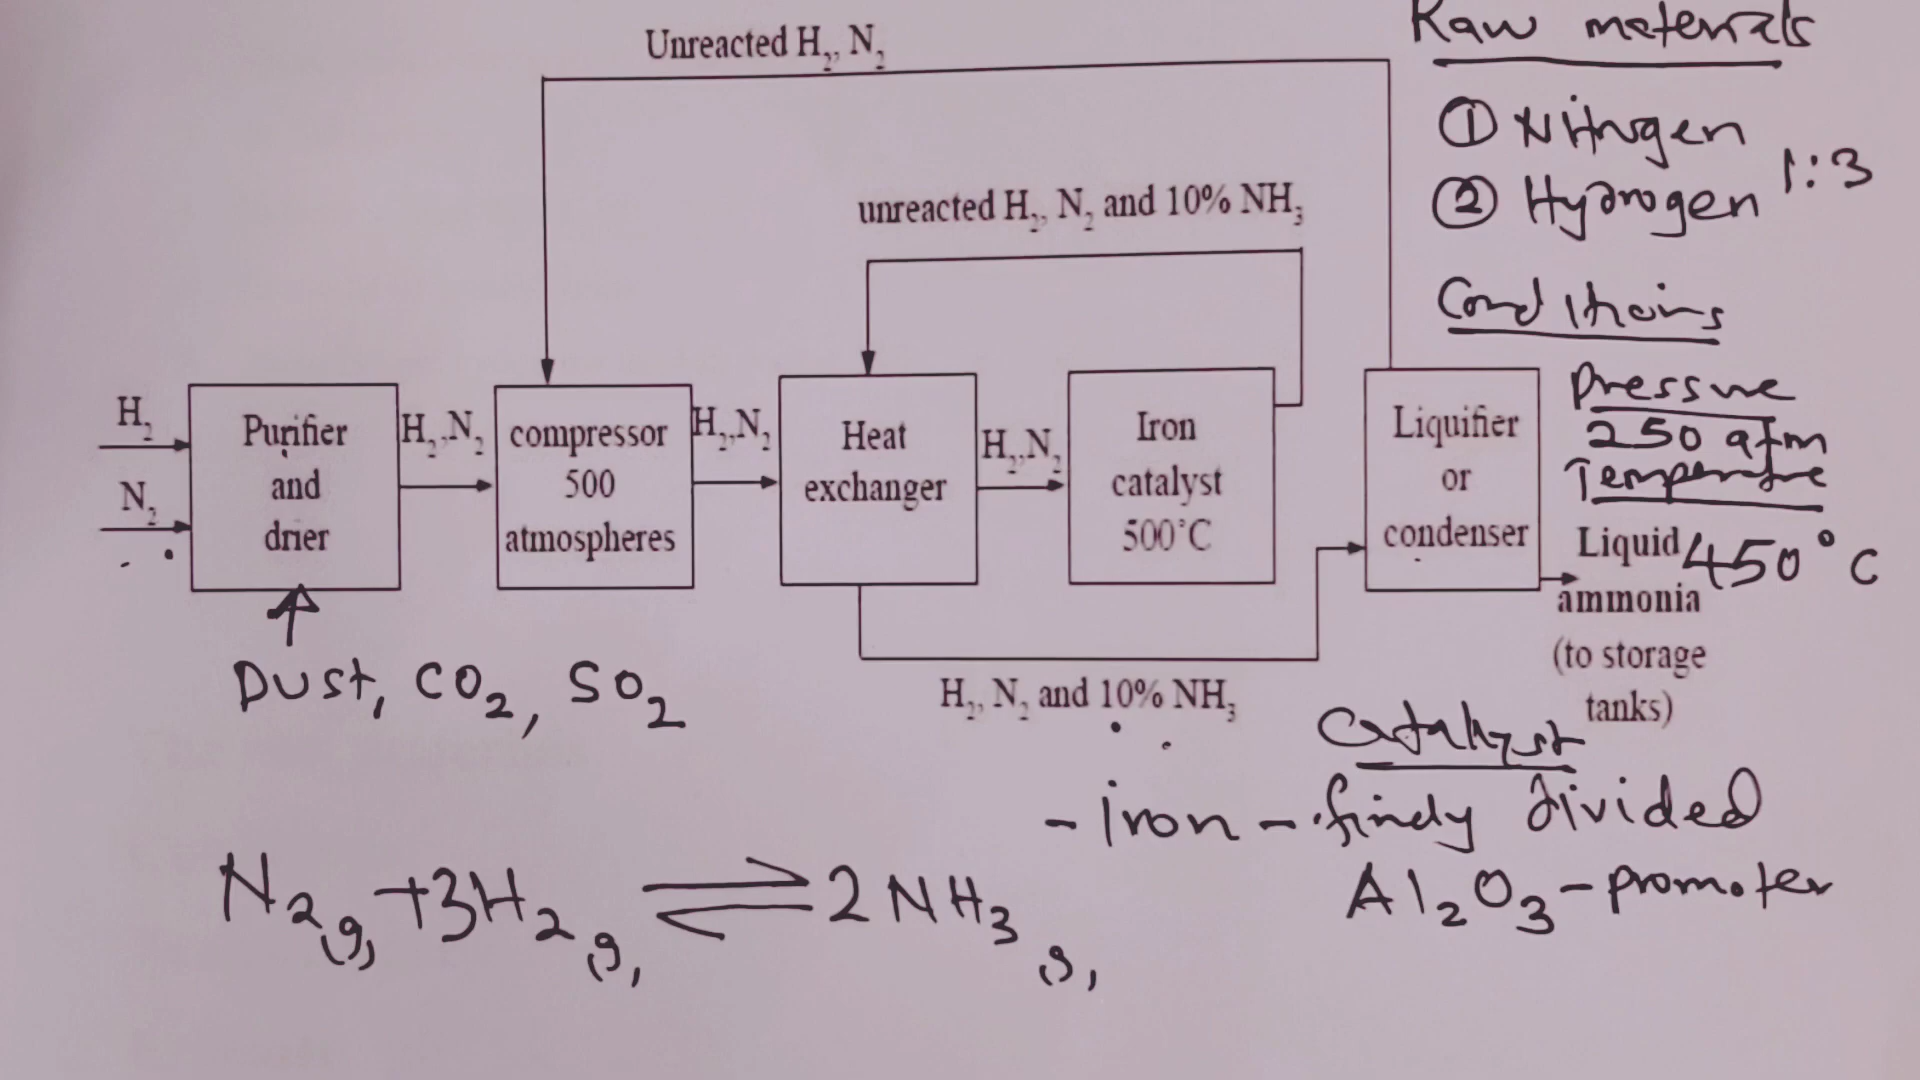 Unreacted H₂, N₂
unreacted H₂, N₂ and 10% NH₃
H₂
N₂
Purifier
and
drier
H₂,N₂
compressor
500
atmospheres
H₂,N₂
Heat
exchanger
H₂,N₂
Iron
catalyst
500°C
Liquifier
or
condenser
Liquid
ammonia
(to storage
tanks)
H₂, N₂ and 10% NH₃
Raw materials
① Nitrogen
② Hydrogen
1:3
Conditions
Pressure
250 atm
Temperature
450°C
Dust, CO₂, SO₂
Catalyst
- iron - finely divided
Al₂O₃ - promoter
N₂(g) + 3H₂(g) ⇌ 2NH₃(g)